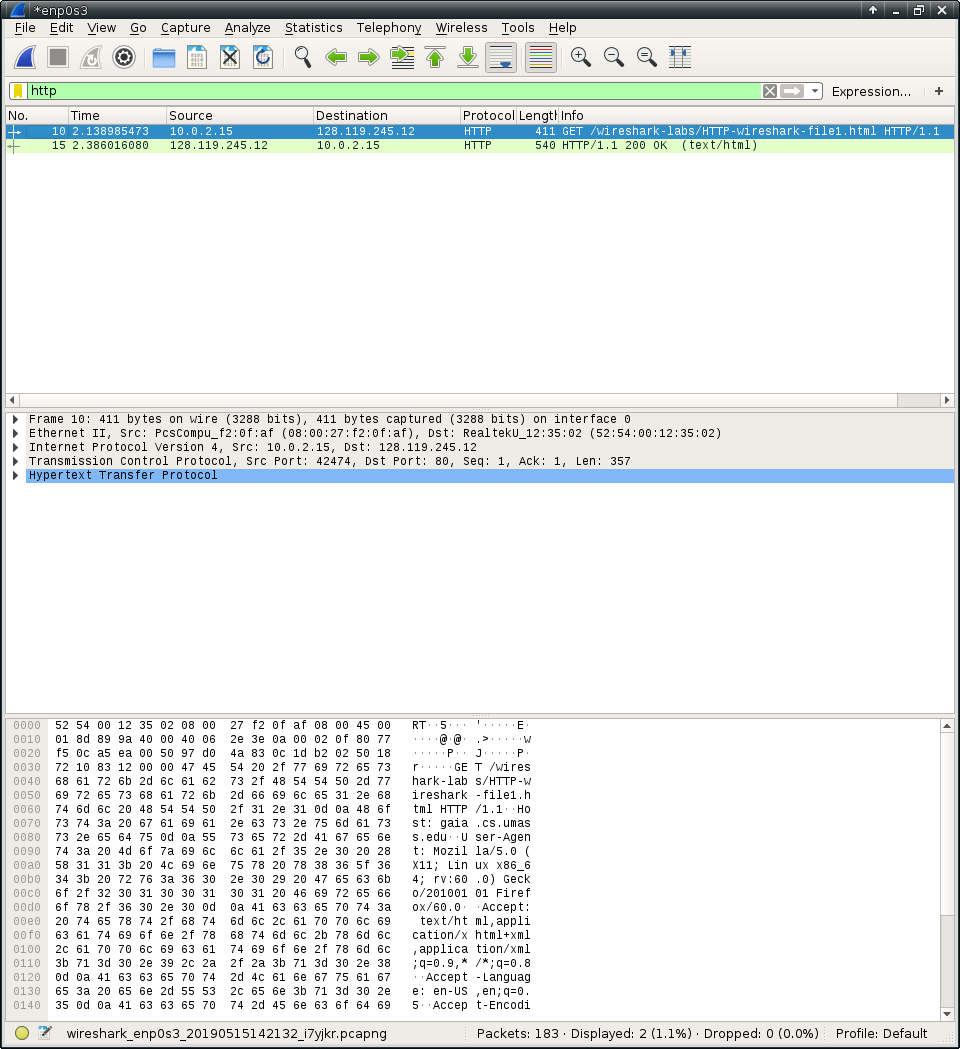 *enp0s3
File Edit View Go Capture Analyze Statistics Telephony Wireless Tools Help
http Expression... +
No. Time Source Destination Protocol Length Info
10 2.138985473 10.0.2.15 128.119.245.12 HTTP 411 GET /wireshark-labs/HTTP-wireshark-file1.html HTTP/1.1
15 2.386016080 128.119.245.12 10.0.2.15 HTTP 540 HTTP/1.1 200 OK (text/html)
Frame 10: 411 bytes on wire (3288 bits), 411 bytes captured (3288 bits) on interface 0
Ethernet II, Src: PcsCompu_f2:0f:af (08:00:27:f2:0f:af), Dst: RealtekU_12:35:02 (52:54:00:12:35:02)
Internet Protocol Version 4, Src: 10.0.2.15, Dst: 128.119.245.12
Transmission Control Protocol, Src Port: 42474, Dst Port: 80, Seq: 1, Ack: 1, Len: 357
Hypertext Transfer Protocol
0000 52 54 00 12 35 02 08 00 27 f2 0f af 08 00 45 00 RT··5··· '·····E·
0010 01 8d 89 9a 40 00 40 06 2e 3e 0a 00 02 0f 80 77 ····@·@· .>·····w
0020 f5 0c a5 ea 00 50 97 d0 4a 83 0c 1d b2 02 50 18 ·····P·· J·····P·
0030 72 10 83 12 00 00 47 45 54 20 2f 77 69 72 65 73 r·····GE T /wires
0040 68 61 72 6b 2d 6c 61 62 73 2f 48 54 54 50 2d 77 hark-lab s/HTTP-w
0050 69 72 65 73 68 61 72 6b 2d 66 69 6c 65 31 2e 68 ireshark -file1.h
0060 74 6d 6c 20 48 54 54 50 2f 31 2e 31 0d 0a 48 6f tml HTTP /1.1··Ho
0070 73 74 3a 20 67 61 69 61 2e 63 73 2e 75 6d 61 73 st: gaia .cs.umas
0080 73 2e 65 64 75 0d 0a 55 73 65 72 2d 41 67 65 6e s.edu··U ser-Agen
0090 74 3a 20 4d 6f 7a 69 6c 6c 61 2f 35 2e 30 20 28 t: Mozil la/5.0 (
00a0 58 31 31 3b 20 4c 69 6e 75 78 20 78 38 36 5f 36 X11; Lin ux x86_6
00b0 34 3b 20 72 76 3a 36 30 2e 30 29 20 47 65 63 6b 4; rv:60 .0) Geck
00c0 6f 2f 32 30 31 30 30 31 30 31 20 46 69 72 65 66 o/201001 01 Firef
00d0 6f 78 2f 36 30 2e 30 0d 0a 41 63 63 65 70 74 3a ox/60.0· ·Accept:
00e0 20 74 65 78 74 2f 68 74 6d 6c 2c 61 70 70 6c 69 text/ht ml,appli
00f0 63 61 74 69 6f 6e 2f 78 68 74 6d 6c 2b 78 6d 6c cation/x html+xml
0100 2c 61 70 70 6c 69 63 61 74 69 6f 6e 2f 78 6d 6c ,applica tion/xml
0110 3b 71 3d 30 2e 39 2c 2a 2f 2a 3b 71 3d 30 2e 38 ;q=0.9,* /*;q=0.8
0120 0d 0a 41 63 63 65 70 74 2d 4c 61 6e 67 75 61 67 ··Accept -Languag
0130 65 3a 20 65 6e 2d 55 53 2c 65 6e 3b 71 3d 30 2e e: en-US ,en;q=0.
0140 35 0d 0a 41 63 63 65 70 74 2d 45 6e 63 6f 64 69 5··Accep t-Encodi
wireshark_enp0s3_20190515142132_i7yjkr.pcapng Packets: 183 · Displayed: 2 (1.1%) · Dropped: 0 (0.0%) Profile: Default